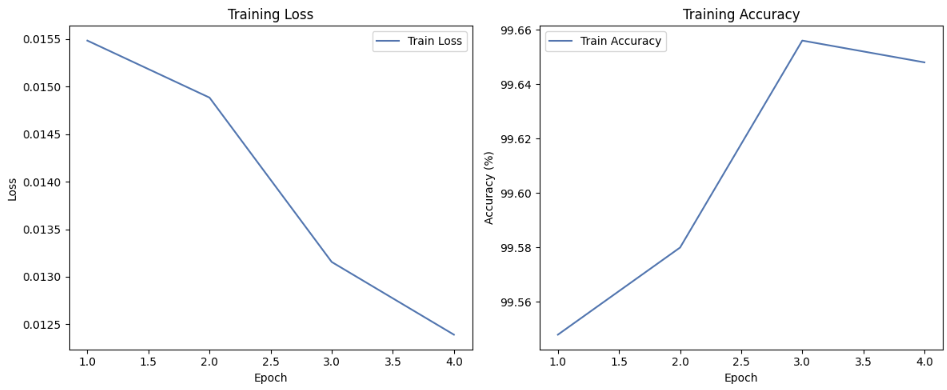 Training Loss
Train Loss
0.0155
0.0150
0.0145
0.0140
0.0135
0.0130
0.0125
Loss
1.0 1.5 2.0 2.5 3.0 3.5 4.0
Epoch
Training Accuracy
Train Accuracy
99.66
99.64
99.62
99.60
99.58
99.56
Accuracy (%)
1.0 1.5 2.0 2.5 3.0 3.5 4.0
Epoch